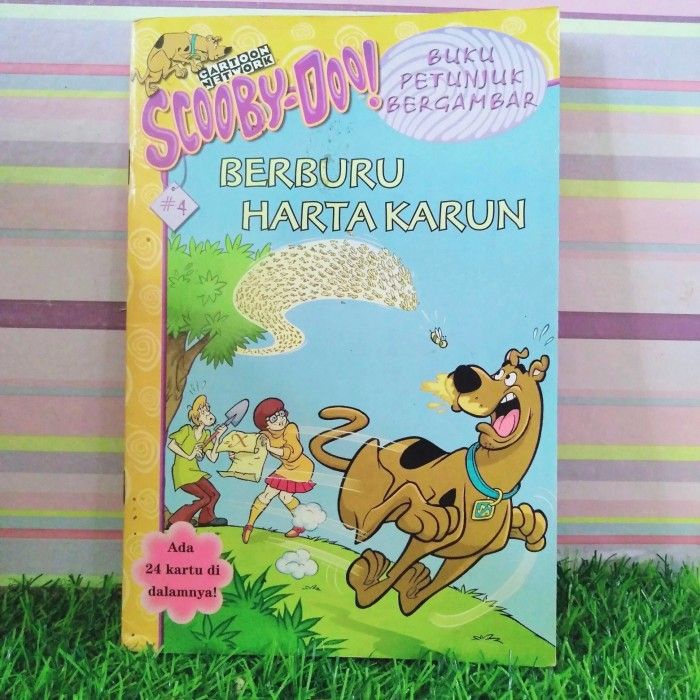 CARTOON
NETWORK
SCOOBY-DOO!
BUKU
PETUNJUK
BERGAMBAR
#4
BERBURU
HARTA KARUN
X
Ada
24 kartu di
dalamnya!